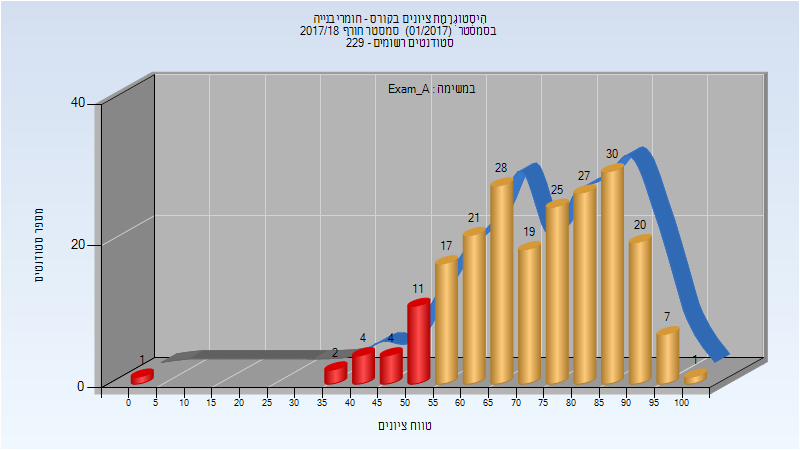 היסטוגרמת ציונים בקורס - חומרי בנייה
בסמסטר (01/2017) סמסטר חורף 2017/18
סטודנטים רשומים - 229
במשימה : Exam_A
מספר סטודנטים
40
20
0
1
2
4
4
11
17
21
28
19
25
27
30
20
7
1
0 5 10 15 20 25 30 35 40 45 50 55 60 65 70 75 80 85 90 95 100
טווח ציונים